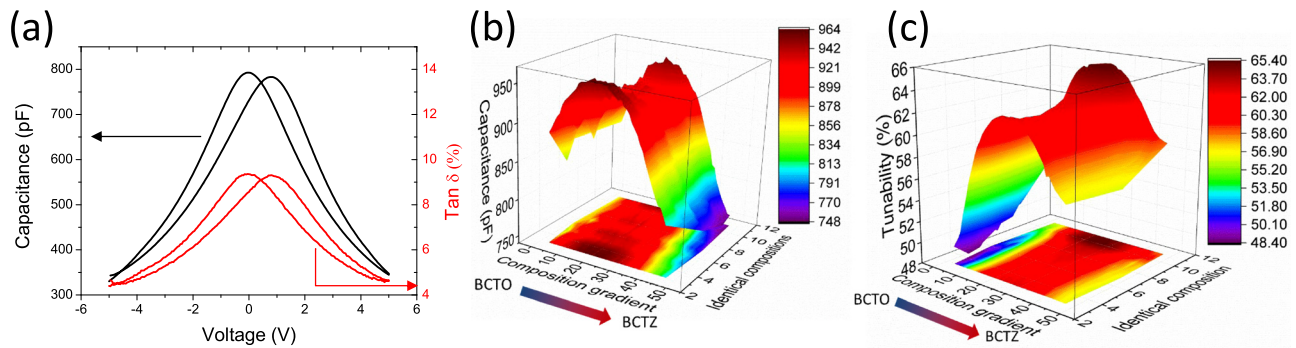 (a)
Capacitance (pF)
800
700
600
500
400
300
-6 -4 -2 0 2 4 6
Voltage (V)
14
12
10
8
6
4
Tan δ (%)
(b)
Capacitance (pF)
950
900
850
800
750
0 10 20 30 40 50
Composition gradient
2 4 6 8 10 12
Identical compositions
BCTO
BCTZ
964
942
921
899
878
856
834
813
791
770
748
(c)
Tunability (%)
66
64
62
60
58
56
54
52
50
48
0 10 20 30 40 50
Composition gradient
2 4 6 8 10 12
Identical composition
BCTO
BCTZ
65.40
63.70
62.00
60.30
58.60
56.90
55.20
53.50
51.80
50.10
48.40